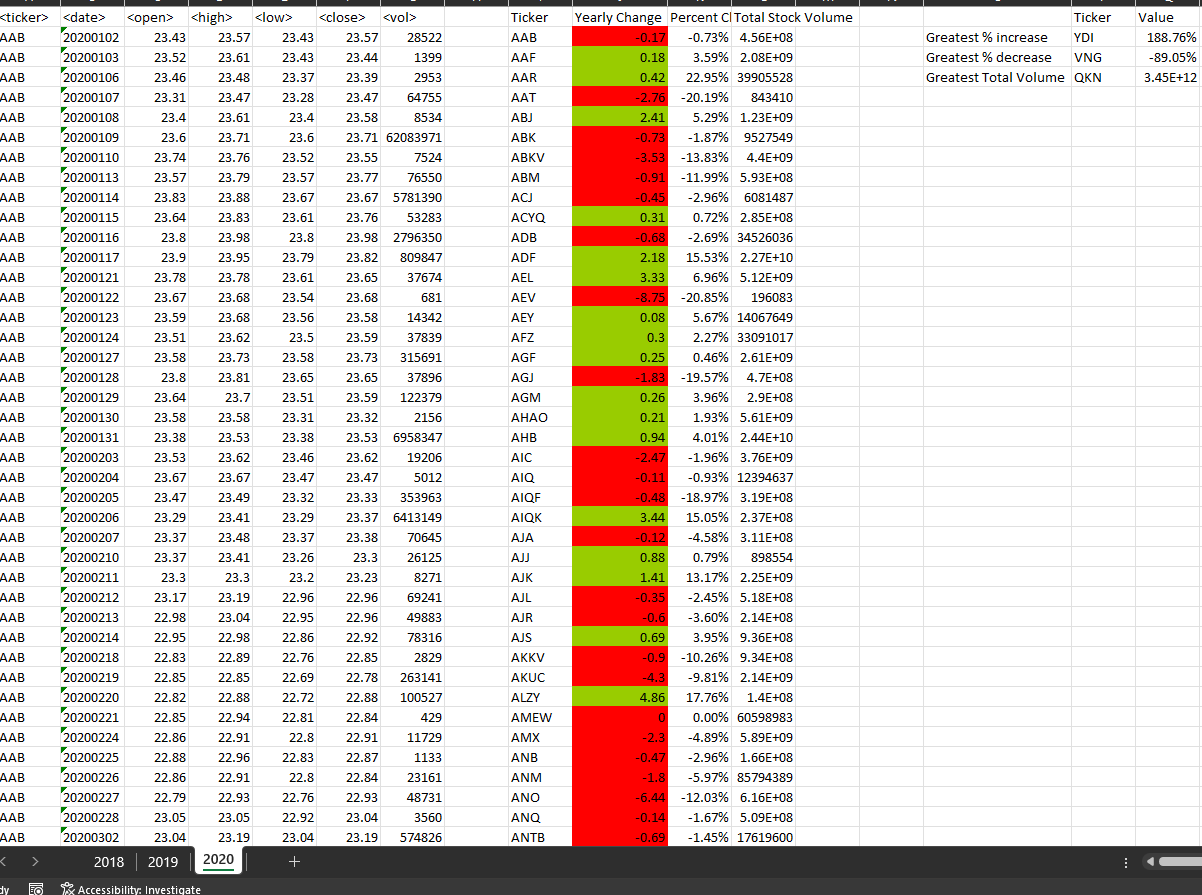 <ticker> <date> <open> <high> <low> <close> <vol> Ticker Yearly Change Percent Cl Total Stock Volume Ticker Value
AAB 20200102 23.43 23.57 23.43 23.57 28522 AAB -0.17 -0.73% 4.56E+08 Greatest % increase YDI 188.76%
AAB 20200103 23.52 23.61 23.43 23.44 1399 AAF 0.18 3.59% 2.08E+09 Greatest % decrease VNG -89.05%
AAB 20200106 23.46 23.48 23.37 23.39 2953 AAR 0.42 22.95% 39905528 Greatest Total Volume QKN 3.45E+12
AAB 20200107 23.31 23.47 23.28 23.47 64755 AAT -2.76 -20.19% 843410
AAB 20200108 23.4 23.61 23.4 23.58 8534 ABJ 2.41 5.29% 1.23E+09
AAB 20200109 23.6 23.71 23.6 23.71 62083971 ABK -0.73 -1.87% 9527549
AAB 20200110 23.74 23.76 23.52 23.55 7524 ABKV -3.53 -13.83% 4.4E+09
AAB 20200113 23.57 23.79 23.57 23.77 76550 ABM -0.91 -11.99% 5.93E+08
AAB 20200114 23.83 23.88 23.67 23.67 5781390 ACJ -0.45 -2.96% 6081487
AAB 20200115 23.64 23.83 23.61 23.76 53283 ACYQ 0.31 0.72% 2.85E+08
AAB 20200116 23.8 23.98 23.8 23.98 2796350 ADB -0.68 -2.69% 34526036
AAB 20200117 23.9 23.95 23.79 23.82 809847 ADF 2.18 15.53% 2.27E+10
AAB 20200121 23.78 23.78 23.61 23.65 37674 AEL 3.33 6.96% 5.12E+09
AAB 20200122 23.67 23.68 23.54 23.68 681 AEV -8.75 -20.85% 196083
AAB 20200123 23.59 23.68 23.56 23.58 14342 AEY 0.08 5.67% 14067649
AAB 20200124 23.51 23.62 23.5 23.59 37839 AFZ 0.3 2.27% 33091017
AAB 20200127 23.58 23.73 23.58 23.73 315691 AGF 0.25 0.46% 2.61E+09
AAB 20200128 23.8 23.81 23.65 23.65 37896 AGJ -1.83 -19.57% 4.7E+08
AAB 20200129 23.64 23.7 23.51 23.59 122379 AGM 0.26 3.96% 2.9E+08
AAB 20200130 23.58 23.58 23.31 23.32 2156 AHAO 0.21 1.93% 5.61E+09
AAB 20200131 23.38 23.53 23.38 23.53 6958347 AHB 0.94 4.01% 2.44E+10
AAB 20200203 23.53 23.62 23.46 23.62 19206 AIC -2.47 -1.96% 3.76E+09
AAB 20200204 23.67 23.67 23.47 23.47 5012 AIQ -0.11 -0.93% 12394637
AAB 20200205 23.47 23.49 23.32 23.33 353963 AIQF -0.48 -18.97% 3.19E+08
AAB 20200206 23.29 23.41 23.29 23.37 6413149 AIQK 3.44 15.05% 2.37E+08
AAB 20200207 23.37 23.48 23.37 23.38 70645 AJA -0.12 -4.58% 3.11E+08
AAB 20200210 23.37 23.41 23.26 23.3 26125 AJJ 0.88 0.79% 898554
AAB 20200211 23.3 23.3 23.2 23.23 8271 AJK 1.41 13.17% 2.25E+09
AAB 20200212 23.17 23.19 22.96 22.96 69241 AJL -0.35 -2.45% 5.18E+08
AAB 20200213 22.98 23.04 22.95 22.96 49883 AJR -0.6 -3.60% 2.14E+08
AAB 20200214 22.95 22.98 22.86 22.92 78316 AJS 0.69 3.95% 9.36E+08
AAB 20200218 22.83 22.89 22.76 22.85 2829 AKKV -0.9 -10.26% 9.34E+08
AAB 20200219 22.85 22.85 22.69 22.78 263141 AKUC -4.3 -9.81% 2.14E+09
AAB 20200220 22.82 22.88 22.72 22.88 100527 ALZY 4.86 17.76% 1.4E+08
AAB 20200221 22.85 22.94 22.81 22.84 429 AMEW 0 0.00% 60598983
AAB 20200224 22.86 22.91 22.8 22.91 11729 AMX -2.3 -4.89% 5.89E+09
AAB 20200225 22.88 22.96 22.83 22.87 1133 ANB -0.47 -2.96% 1.66E+08
AAB 20200226 22.86 22.91 22.8 22.84 23161 ANM -1.8 -5.97% 85794389
AAB 20200227 22.79 22.93 22.76 22.93 48731 ANO -6.44 -12.03% 6.16E+08
AAB 20200228 23.05 23.05 22.92 23.04 3560 ANQ -0.14 -1.67% 5.09E+08
AAB 20200302 23.04 23.19 23.04 23.19 574826 ANTB -0.69 -1.45% 17619600
2018 2019 2020
dy Accessibility: Investigate